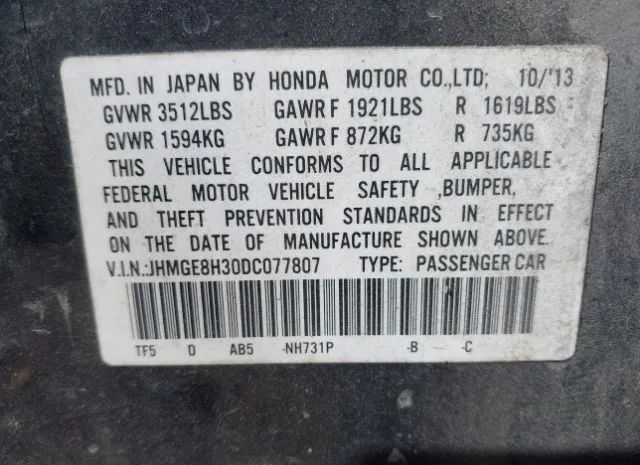 MFD. IN JAPAN BY HONDA MOTOR CO.,LTD; 10/'13
GVWR 3512LBS GAWR F 1921LBS R 1619LBS
GVWR 1594KG GAWR F 872KG R 735KG
THIS VEHICLE CONFORMS TO ALL APPLICABLE
FEDERAL MOTOR VEHICLE SAFETY ,BUMPER,
AND THEFT PREVENTION STANDARDS IN EFFECT
ON THE DATE OF MANUFACTURE SHOWN ABOVE.
V.I.N.:JHMGE8H30DC077807 TYPE: PASSENGER CAR
TF5 D AB5 -NH731P -B -C